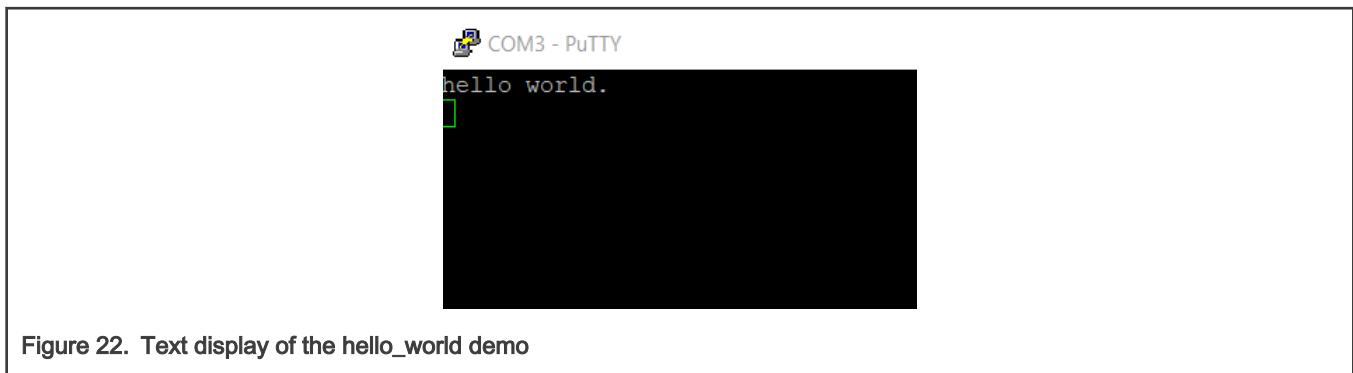 COM3 - PuTTY
hello world.
Figure 22. Text display of the hello_world demo